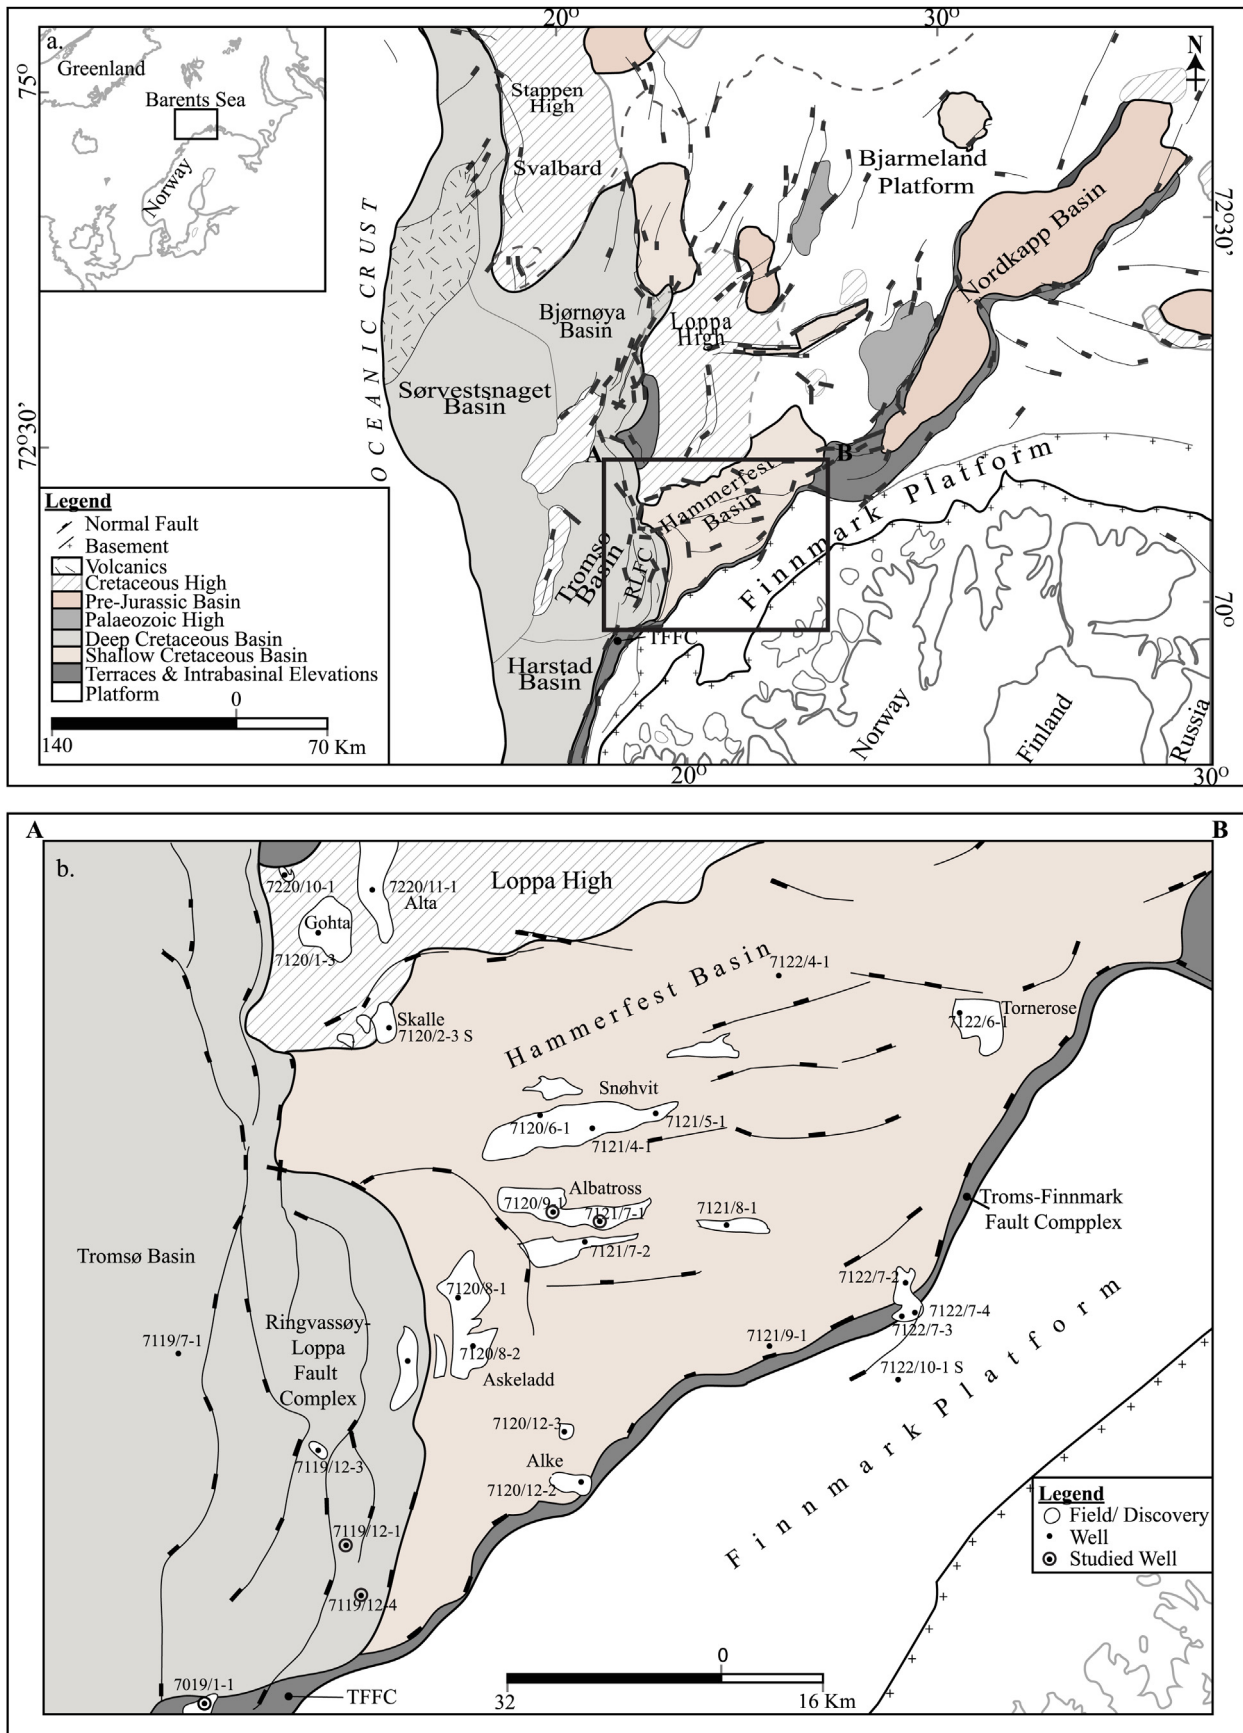 20°
30°
a.
N
75°
Greenland
Barents Sea
Norway
Stappen
High
Svalbard
Bjarmeland
Platform
Nordkapp Basin
72°30'
OCEANIC CRUST
Bjørnøya
Basin
Loppa
High
Sørvestsnaget
Basin
72°30'
A
B
Hammerfest
Basin
Finnmark Platform
Tromsø
Basin
RLFC
70°
TFFC
Harstad
Basin
Norway
Finland
Russia
Legend
Normal Fault
Basement
Volcanics
Cretaceous High
Pre-Jurassic Basin
Palaeozoic High
Deep Cretaceous Basin
Shallow Cretaceous Basin
Terraces & Intrabasinal Elevations
Platform
0
140
70 Km
20°
30°
A
B
b.
7220/10-1
7220/11-1
Alta
Loppa High
Gohta
7120/1-3
Hammerfest Basin
7122/4-1
Skalle
7120/2-3 S
Tornerose
7122/6-1
Snøhvit
7120/6-1
7121/5-1
7121/4-1
Albatross
7120/9-1
7121/7-1
7121/8-1
Troms-Finnmark
Fault Compplex
7121/7-2
Tromsø Basin
7122/7-2
7120/8-1
7122/7-4
7122/7-3
Ringvassøy-
Loppa
Fault
Complex
7119/7-1
7121/9-1
7120/8-2
7122/10-1 S
Askeladd
Finnmark Platform
7120/12-3
Alke
7119/12-3
7120/12-2
7119/12-1
7119/12-4
Legend
Field/ Discovery
Well
Studied Well
7019/1-1
TFFC
0
32
16 Km